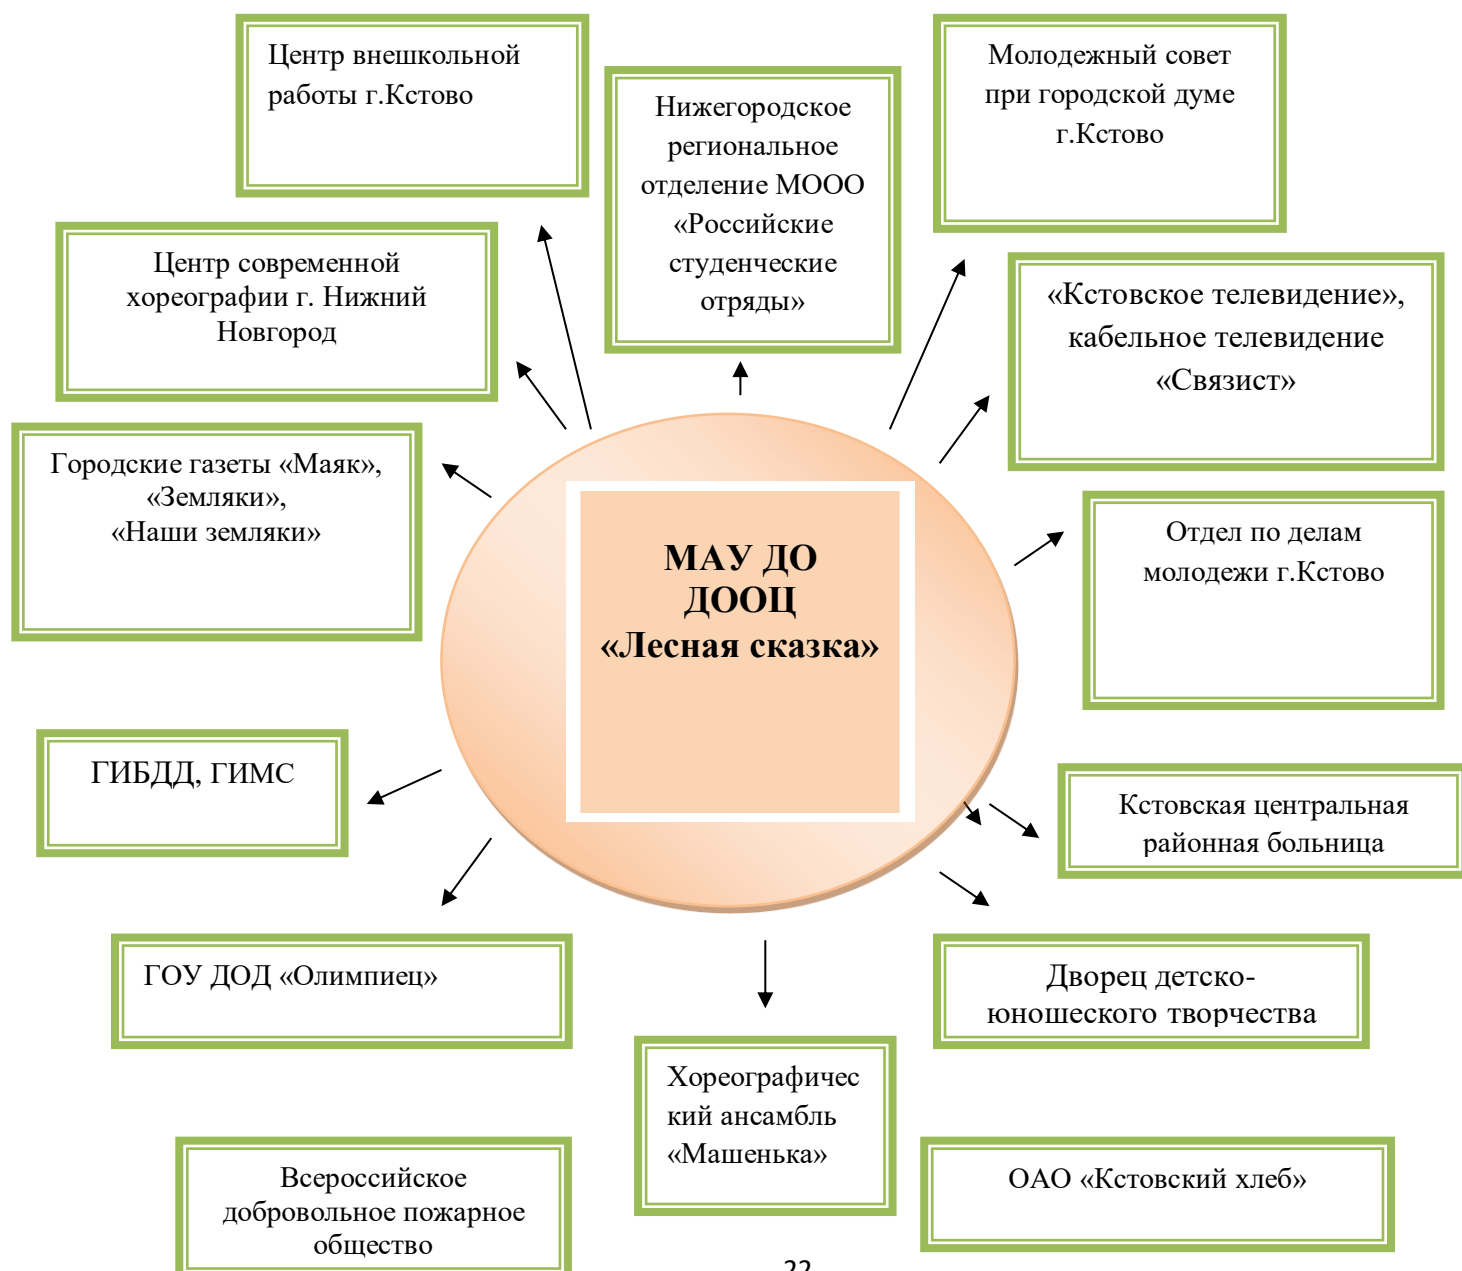 Центр внешкольной
работы г.Кстово
Нижегородское
региональное
отделение МООО
«Российские
студенческие
отряды»
Молодежный совет
при городской думе
г.Кстово
Центр современной
хореографии г. Нижний
Новгород
«Кстовское телевидение»,
кабельное телевидение
«Связист»
Городские газеты «Маяк»,
«Земляки»,
«Наши земляки»
МАУ ДО
ДООЦ
«Лесная сказка»
Отдел по делам
молодежи г.Кстово
ГИБДД, ГИМС
Кстовская центральная
районная больница
ГОУ ДОД «Олимпиец»
Дворец детско-
юношеского творчества
Хореографичес
кий ансамбль
«Машенька»
Всероссийское
добровольное пожарное
общество
ОАО «Кстовский хлеб»
22